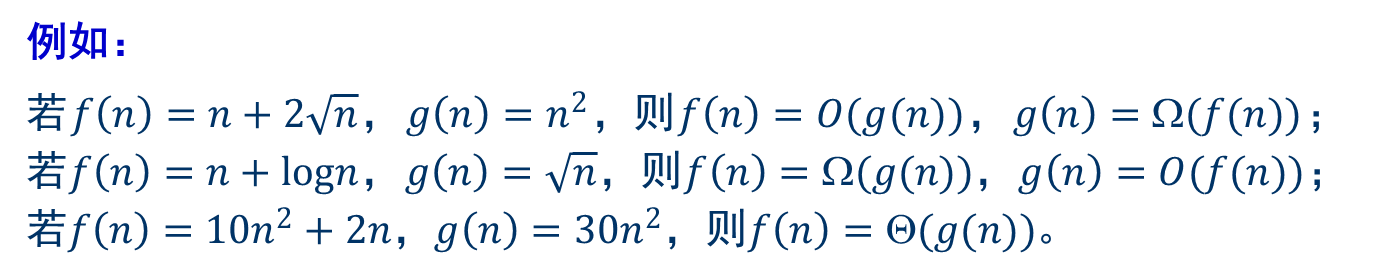 例如：
若f(n) = n + 2√n，g(n) = n²，则f(n) = O(g(n))，g(n) = Ω(f(n))；
若f(n) = n + logn，g(n) = √n，则f(n) = Ω(g(n))，g(n) = O(f(n))；
若f(n) = 10n² + 2n，g(n) = 30n²，则f(n) = Θ(g(n))。